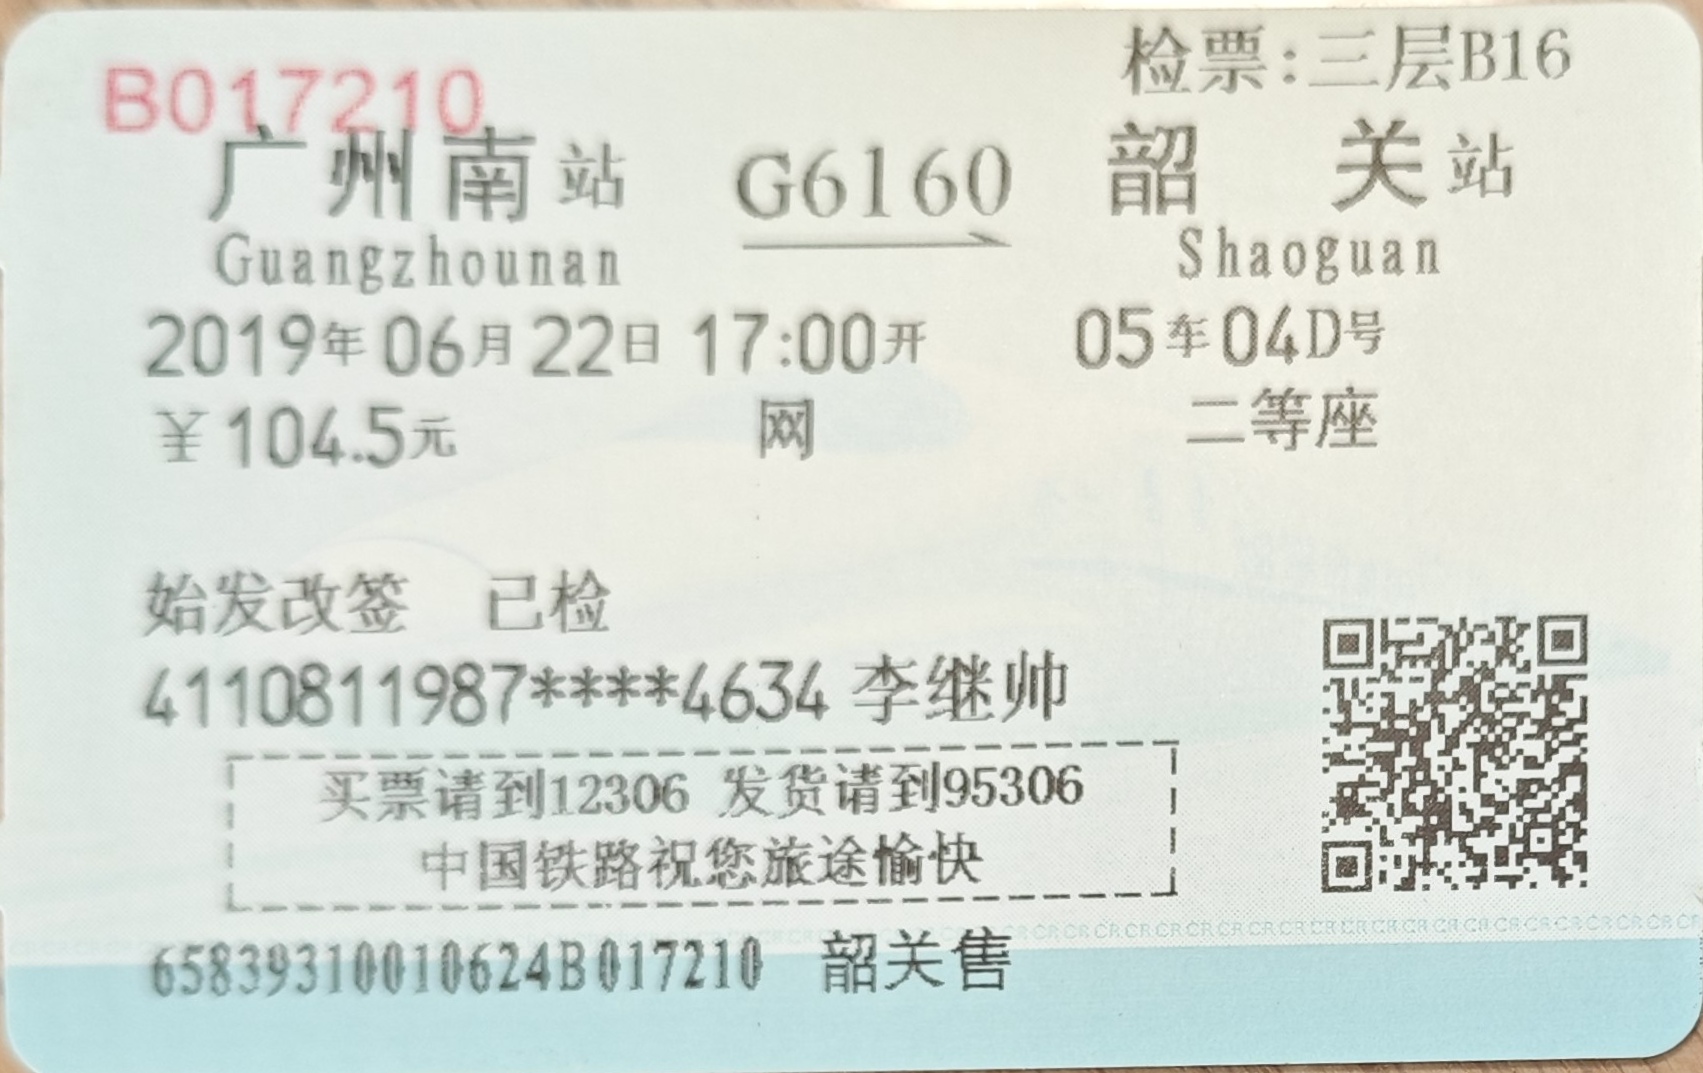 检票:三层B16
B017210
广州南站 G6160 韶关站
Guangzhounan Shaoguan
2019年06月22日 17:00开 05车04D号
￥104.5元 网 二等座
始发改签 已检
4110811987****4634 李继帅
买票请到12306 发货请到95306
中国铁路祝您旅途愉快
65839310010624B017210 韶关售